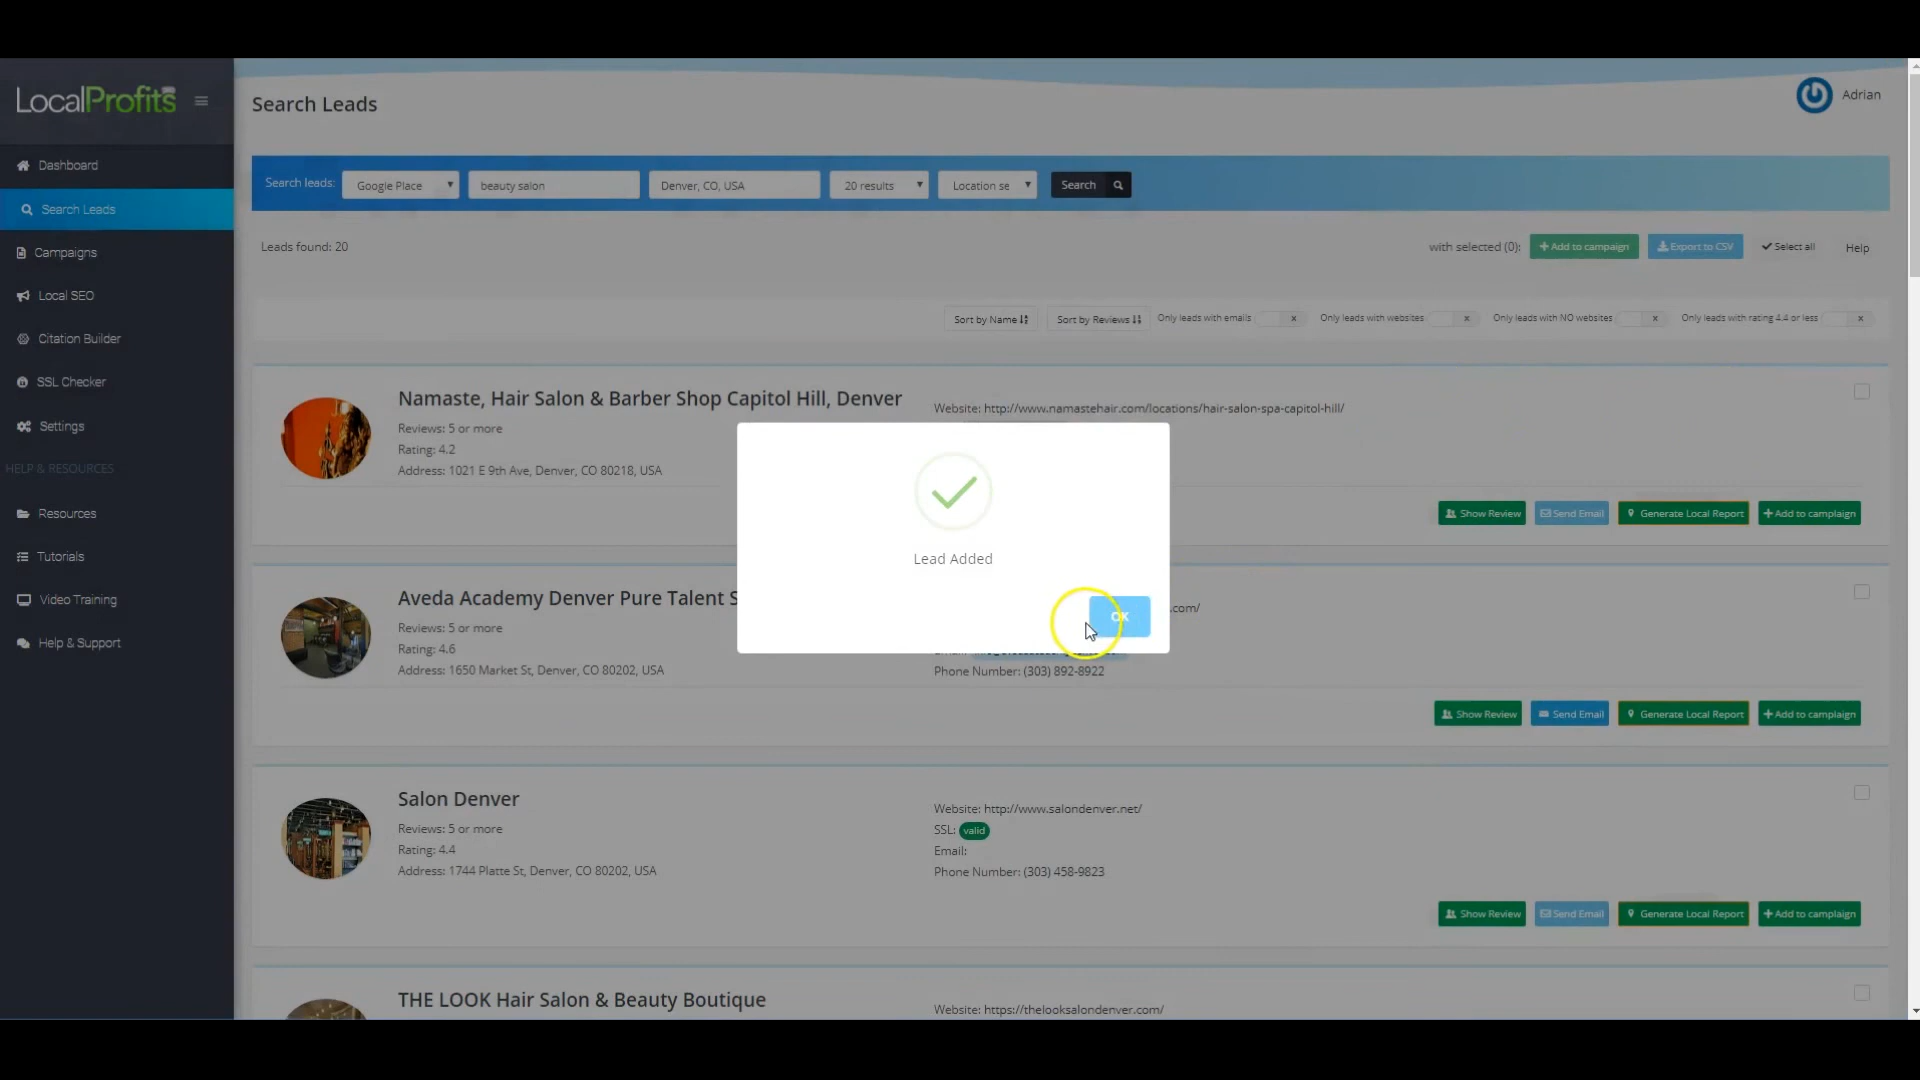 LocalProfits
Search Leads
Adrian
Dashboard
Search Leads
Campaigns
Local SEO
Citation Builder
SSL Checker
Settings
HELP & RESOURCES
Resources
Tutorials
Video Training
Help & Support
Search leads: Google Place beauty salon Denver, CO, USA 20 results Location se Search
Leads found: 20
with selected (0): + Add to campaign Export to CSV Select all Help
Sort by Name Sort by Reviews Only leads with emails x Only leads with websites x Only leads with NO websites x Only leads with rating 4.4 or less x
Namaste, Hair Salon & Barber Shop Capitol Hill, Denver
Reviews: 5 or more
Rating: 4.2
Address: 1021 E 9th Ave, Denver, CO 80218, USA
Website: http://www.namastehair.com/locations/hair-salon-spa-capitol-hill/
Show Review Send Email Generate Local Report + Add to camplaign
Lead Added
OK
Aveda Academy Denver Pure Talent S
Reviews: 5 or more
Rating: 4.6
Address: 1650 Market St, Denver, CO 80202, USA
.com/
Phone Number: (303) 892-8922
Show Review Send Email Generate Local Report + Add to camplaign
Salon Denver
Reviews: 5 or more
Rating: 4.4
Address: 1744 Platte St, Denver, CO 80202, USA
Website: http://www.salondenver.net/
SSL: valid
Email:
Phone Number: (303) 458-9823
Show Review Send Email Generate Local Report + Add to camplaign
THE LOOK Hair Salon & Beauty Boutique
Website: https://thelooksalondenver.com/